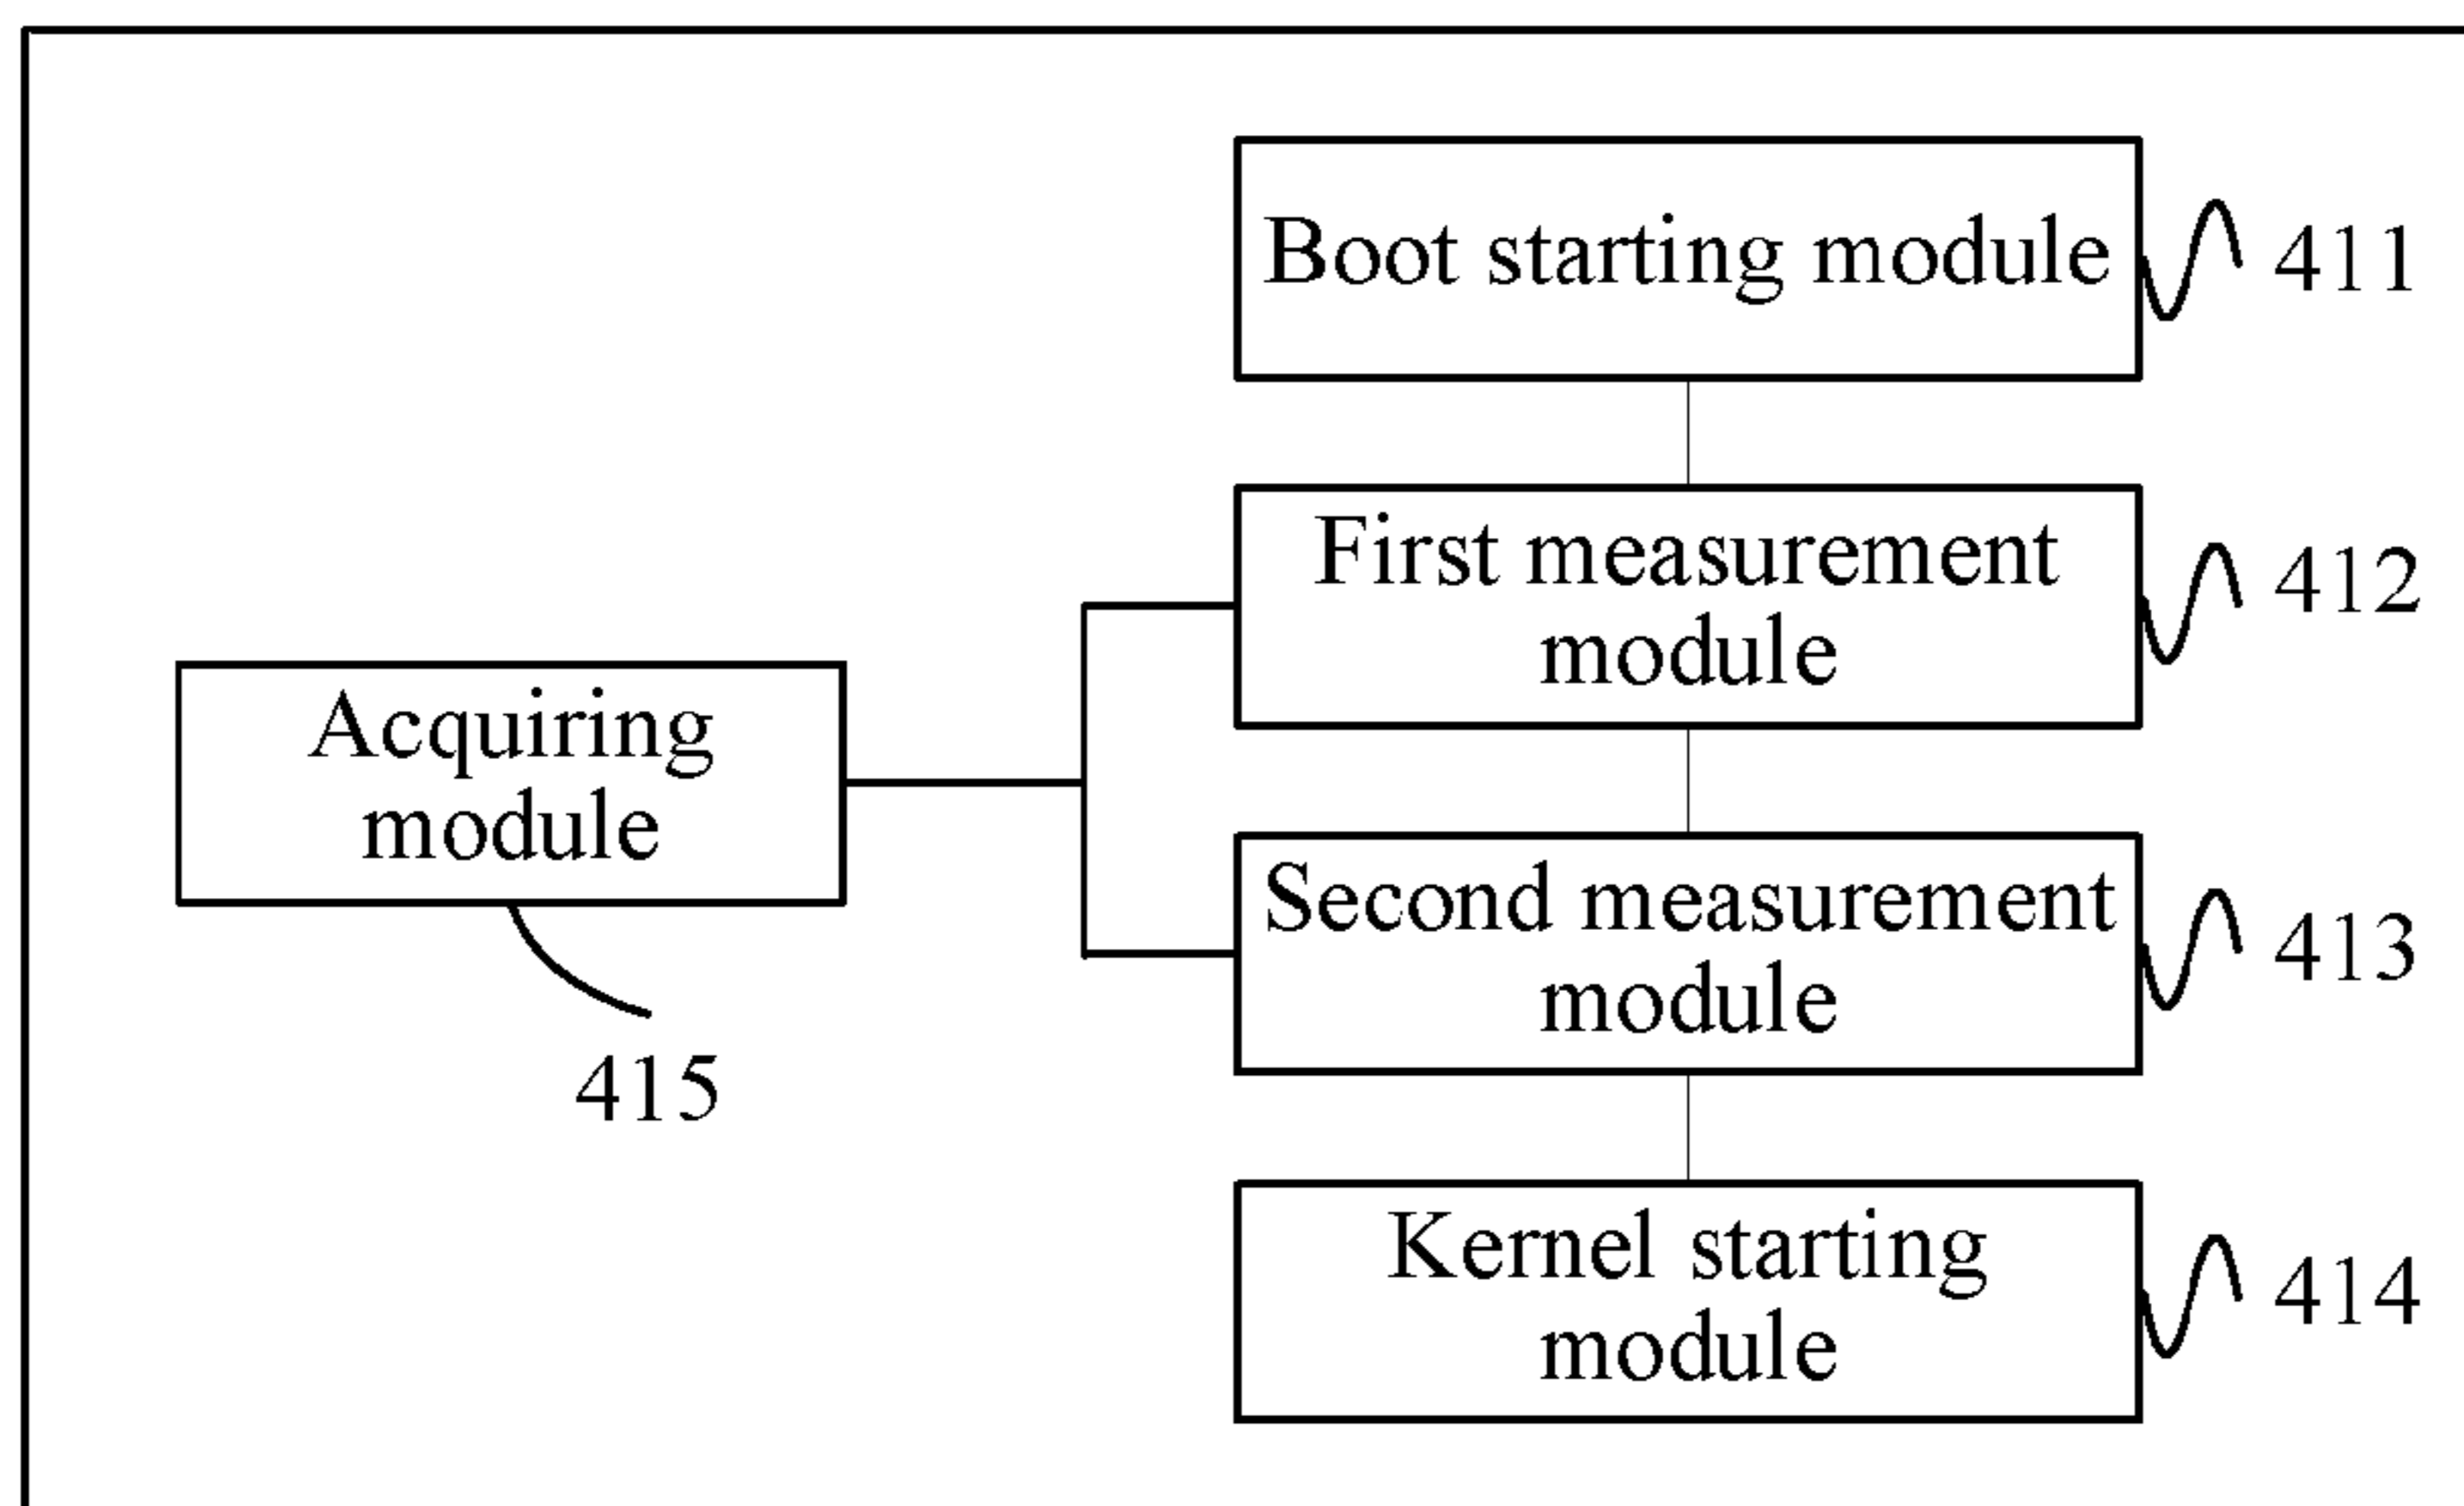 Boot starting module
411
First measurement
module
412
Acquiring
module
415
Second measurement
module
413
Kernel starting
module
414